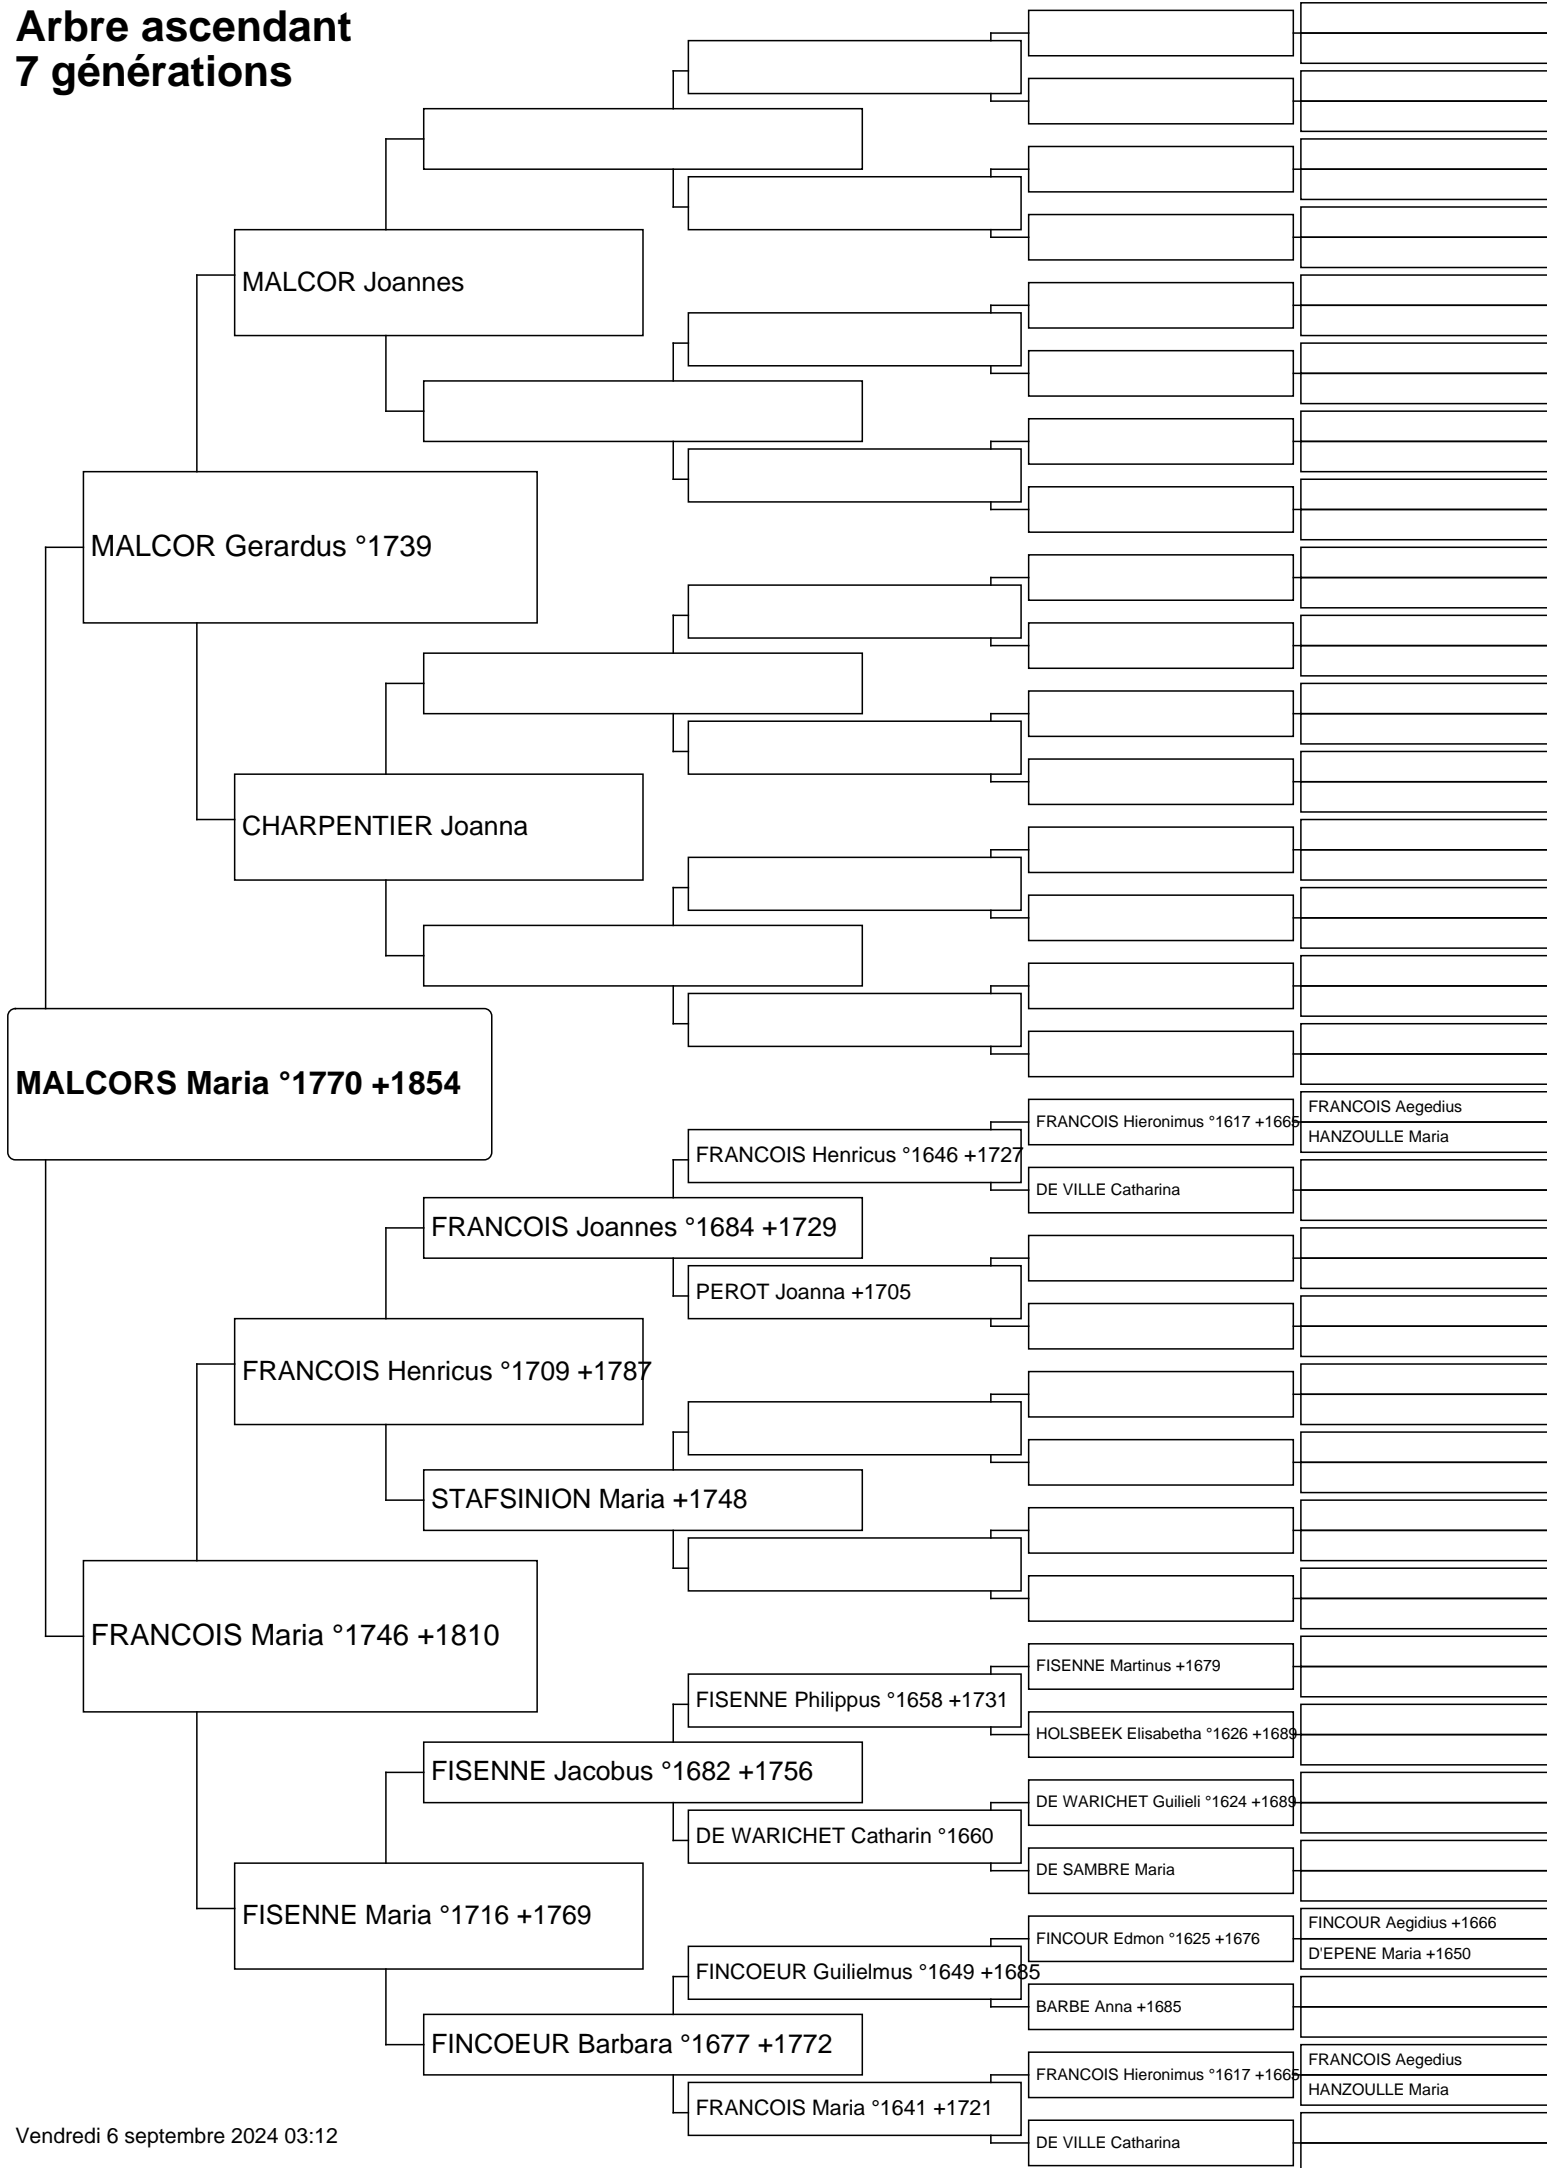 Arbre ascendant
7 générations
MALCOR Joannes
MALCOR Gerardus °1739
CHARPENTIER Joanna
MALCORS Maria °1770 +1854
FRANCOIS Hieronimus °1617 +1665
FRANCOIS Aegedius
HANZOULLE Maria
FRANCOIS Henricus °1646 +1727
DE VILLE Catharina
FRANCOIS Joannes °1684 +1729
PEROT Joanna +1705
FRANCOIS Henricus °1709 +1787
STAFSINION Maria +1748
FRANCOIS Maria °1746 +1810
FISENNE Martinus +1679
FISENNE Philippus °1658 +1731
HOLSBEEK Elisabetha °1626 +1689
FISENNE Jacobus °1682 +1756
DE WARICHET Guilieli °1624 +1689
DE WARICHET Catharin °1660
DE SAMBRE Maria
FISENNE Maria °1716 +1769
FINCOUR Edmon °1625 +1676
FINCOUR Aegidius +1666
D'EPENE Maria +1650
FINCOEUR Guilielmus °1649 +1685
BARBE Anna +1685
FINCOEUR Barbara °1677 +1772
FRANCOIS Hieronimus °1617 +1665
FRANCOIS Aegedius
HANZOULLE Maria
FRANCOIS Maria °1641 +1721
DE VILLE Catharina
Vendredi 6 septembre 2024 03:12